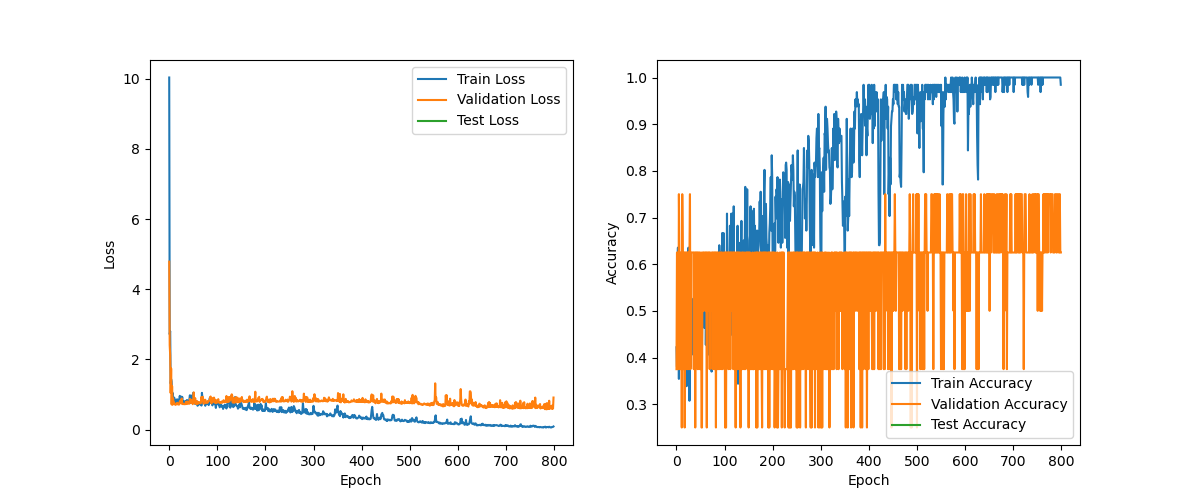 Train Loss
Validation Loss
Test Loss
10
8
6
4
2
0
Loss
0 100 200 300 400 500 600 700 800
Epoch
1.0
0.9
0.8
0.7
0.6
0.5
0.4
0.3
Accuracy
Train Accuracy
Validation Accuracy
Test Accuracy
0 100 200 300 400 500 600 700 800
Epoch